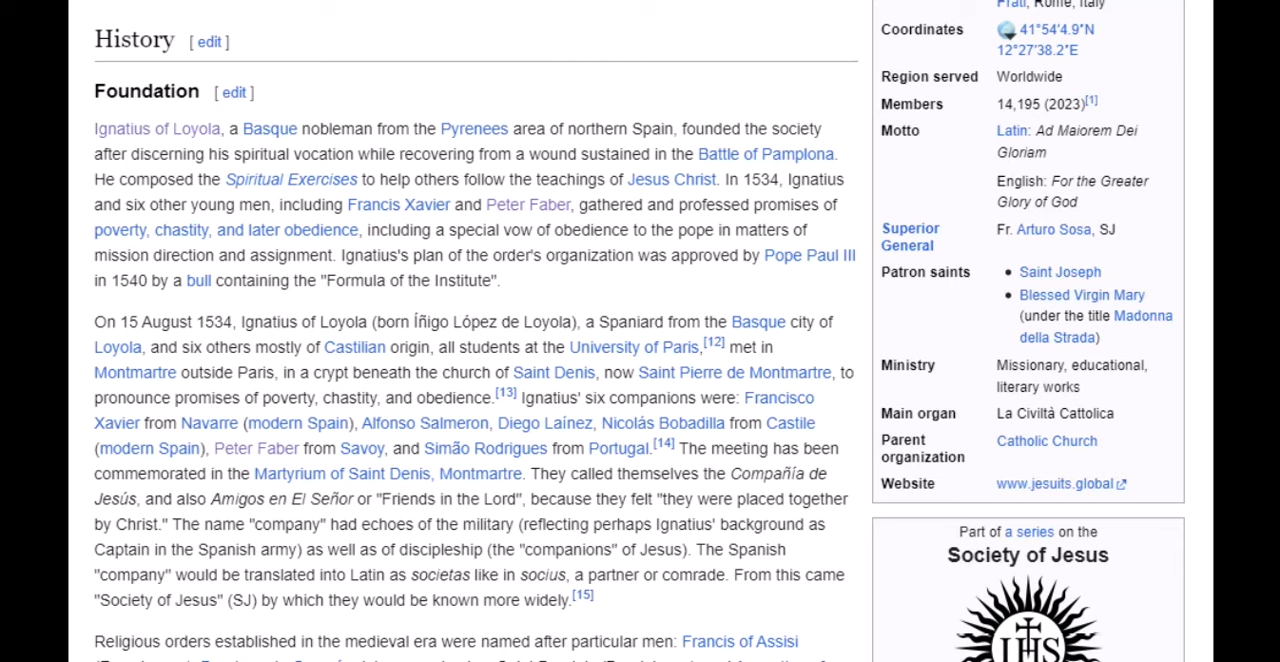 History [ edit ]
Foundation [ edit ]
Ignatius of Loyola, a Basque nobleman from the Pyrenees area of northern Spain, founded the society
after discerning his spiritual vocation while recovering from a wound sustained in the Battle of Pamplona.
He composed the Spiritual Exercises to help others follow the teachings of Jesus Christ. In 1534, Ignatius
and six other young men, including Francis Xavier and Peter Faber, gathered and professed promises of
poverty, chastity, and later obedience, including a special vow of obedience to the pope in matters of
mission direction and assignment. Ignatius's plan of the order's organization was approved by Pope Paul III
in 1540 by a bull containing the "Formula of the Institute".
On 15 August 1534, Ignatius of Loyola (born Íñigo López de Loyola), a Spaniard from the Basque city of
Loyola, and six others mostly of Castilian origin, all students at the University of Paris,[12] met in
Montmartre outside Paris, in a crypt beneath the church of Saint Denis, now Saint Pierre de Montmartre, to
pronounce promises of poverty, chastity, and obedience.[13] Ignatius' six companions were: Francisco
Xavier from Navarre (modern Spain), Alfonso Salmeron, Diego Laínez, Nicolás Bobadilla from Castile
(modern Spain), Peter Faber from Savoy, and Simão Rodrigues from Portugal.[14] The meeting has been
commemorated in the Martyrium of Saint Denis, Montmartre. They called themselves the Compañía de
Jesús, and also Amigos en El Señor or "Friends in the Lord", because they felt "they were placed together
by Christ." The name "company" had echoes of the military (reflecting perhaps Ignatius' background as
Captain in the Spanish army) as well as of discipleship (the "companions" of Jesus). The Spanish
"company" would be translated into Latin as societas like in socius, a partner or comrade. From this came
"Society of Jesus" (SJ) by which they would be known more widely.[15]
Religious orders established in the medieval era were named after particular men: Francis of Assisi
Prati, Rome, Italy
Coordinates 41°54′4.9″N
12°27′38.2″E
Region served Worldwide
Members 14,195 (2023)[1]
Motto Latin: Ad Maiorem Dei
Gloriam
English: For the Greater
Glory of God
Superior
General Fr. Arturo Sosa, SJ
Patron saints • Saint Joseph
• Blessed Virgin Mary
(under the title Madonna
della Strada)
Ministry Missionary, educational,
literary works
Main organ La Civiltà Cattolica
Parent
organization Catholic Church
Website www.jesuits.global
Part of a series on the
Society of Jesus
IHS